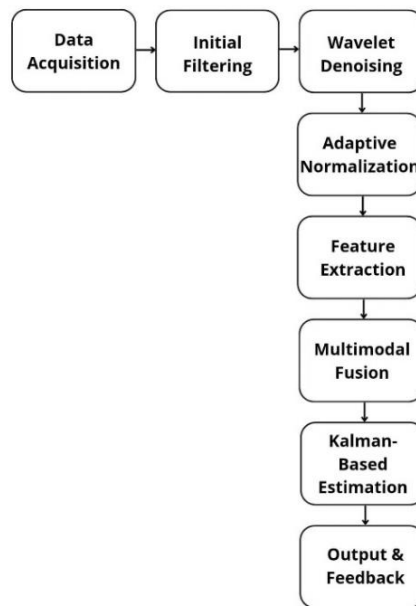 Data
Acquisition
Initial
Filtering
Wavelet
Denoising
Adaptive
Normalization
Feature
Extraction
Multimodal
Fusion
Kalman-
Based
Estimation
Output &
Feedback